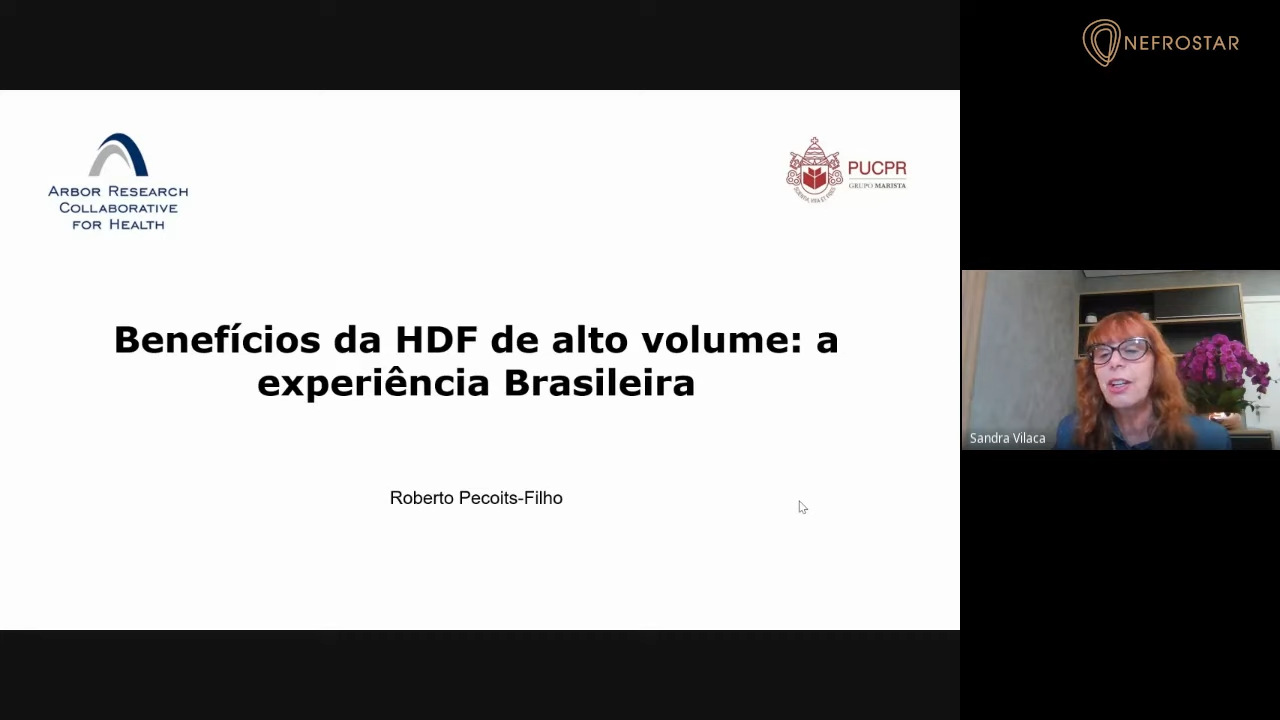 NEFROSTAR
ARBOR RESEARCH
COLLABORATIVE
FOR HEALTH
PUCPR
GRUPO MARISTA
Benefícios da HDF de alto volume: a
experiência Brasileira
Roberto Pecoits-Filho
Sandra Vilaca